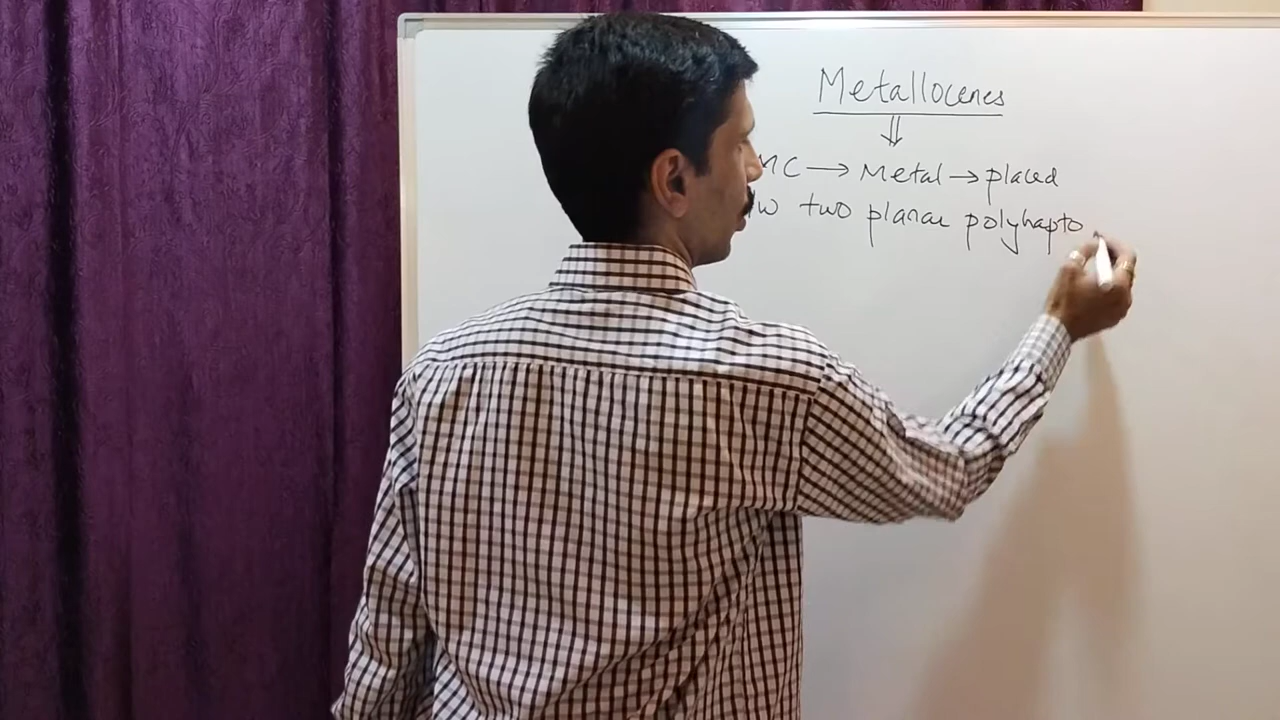 Metallocenes
MC → Metal → placed
two planar polyhapto